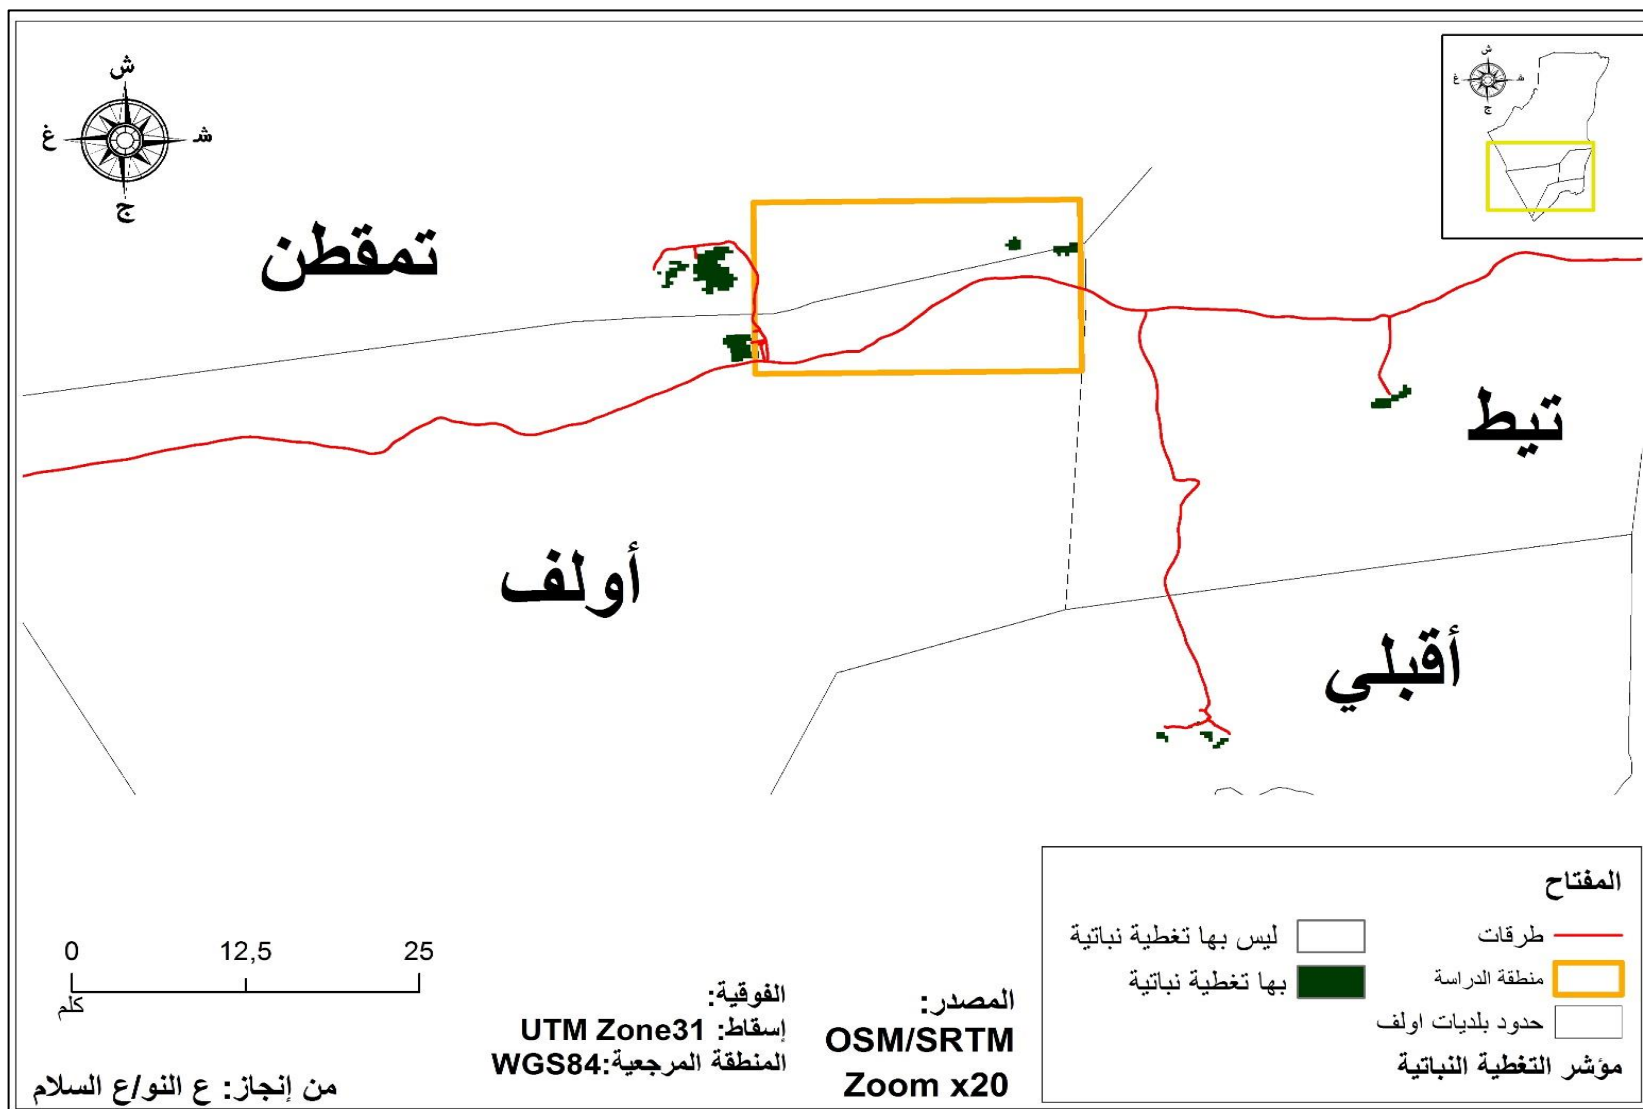 ش
غ
شـ
ج
ش
غ
شـ
ج
تمقطن
تيط
أولف
أقبلي
المفتاح
طرقات
ليس بها تغطية نباتية
منطقة الدراسة
بها تغطية نباتية
حدود بلديات اولف
مؤشر التغطية النباتية
0 12,5 25
كلم
الفوقية:
إسقاط: UTM Zone31
المنطقة المرجعية:WGS84
المصدر:
OSM/SRTM
Zoom x20
من إنجاز: ع النو/ع السلام